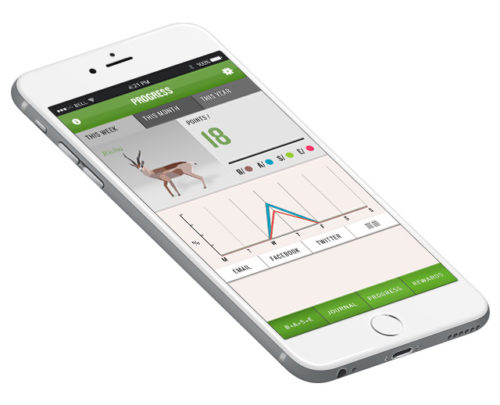 BELL 4:21 PM 100%
PROGRESS
THIS WEEK THIS MONTH THIS YEAR
POINTS/
18
B/ A/ S/ E/
%
M T W T F S S
EMAIL FACEBOOK TWITTER
B+A+S+E JOURNAL PROGRESS REWARDS